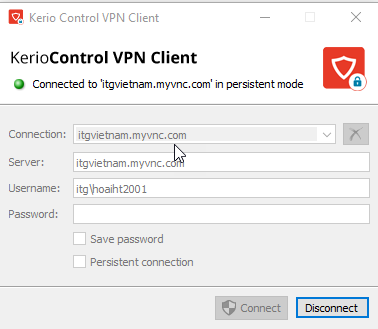 Kerio Control VPN Client
KerioControl VPN Client
Connected to 'itgvietnam.myvnc.com' in persistent mode
Connection: itgvietnam.myvnc.com
Server: itgvietnam.myvnc.com
Username: itg\hoaiht2001
Password:
Save password
Persistent connection
Connect Disconnect